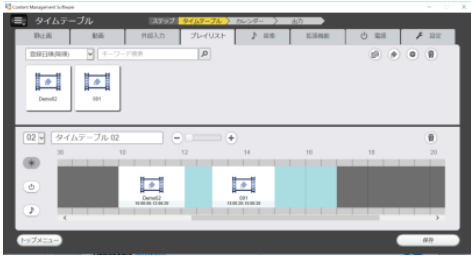 Content Management Software
タイムテーブル
ステップ タイムテーブル カレンダー 出力
静止画 動画 外部入力 プレイリスト 音楽 拡張機能 電源 設定
登録日時(降順) キーワード検索
Demo02 001
02 タイムテーブル 02
10 12 14 16 18 20
Demo02 001
トップメニュー 保存